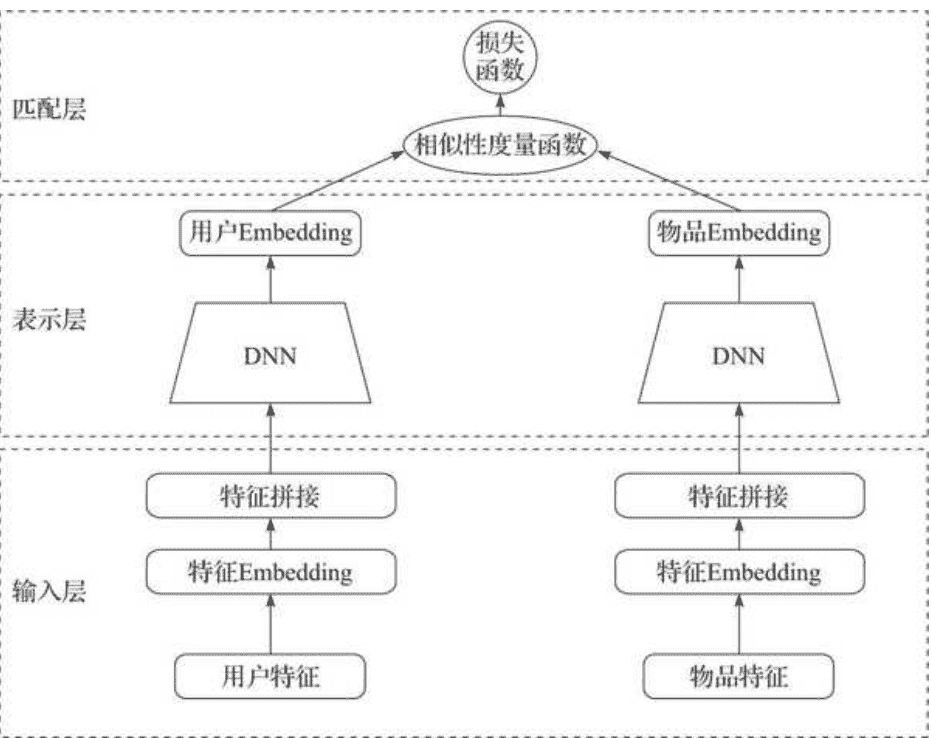 损失
函数
匹配层
相似性度量函数
用户Embedding
物品Embedding
表示层
DNN
DNN
特征拼接
特征拼接
特征Embedding
特征Embedding
输入层
用户特征
物品特征